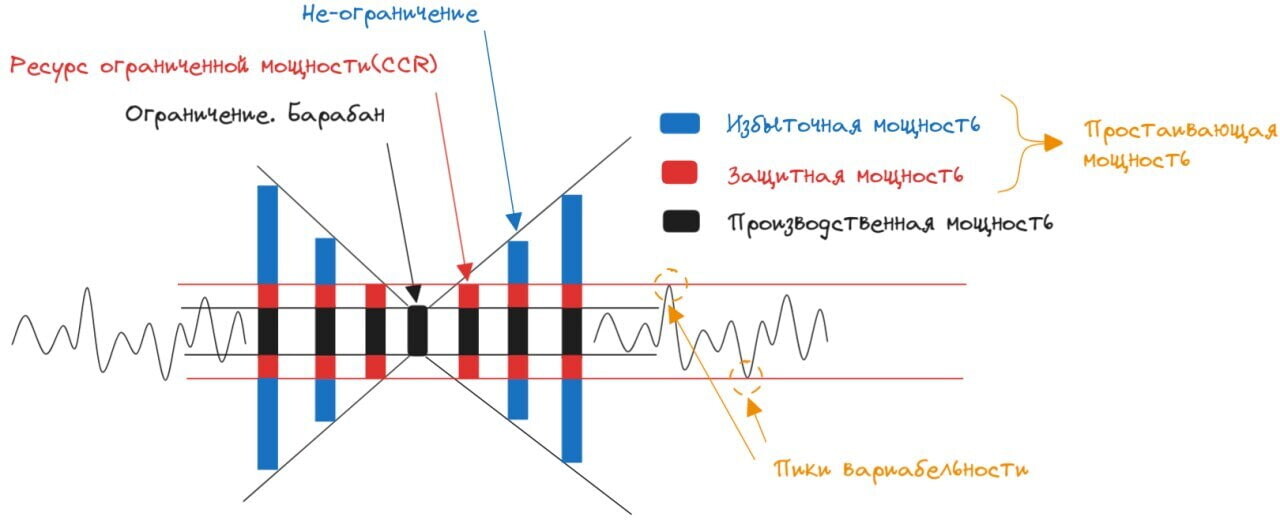 Не-ограничение
Ресурс ограниченной мощности(CCR)
Ограничение. Барабан
Избыточная мощность
Защитная мощность
Производственная мощность
Простаивающая
мощность
Пики вариабельности